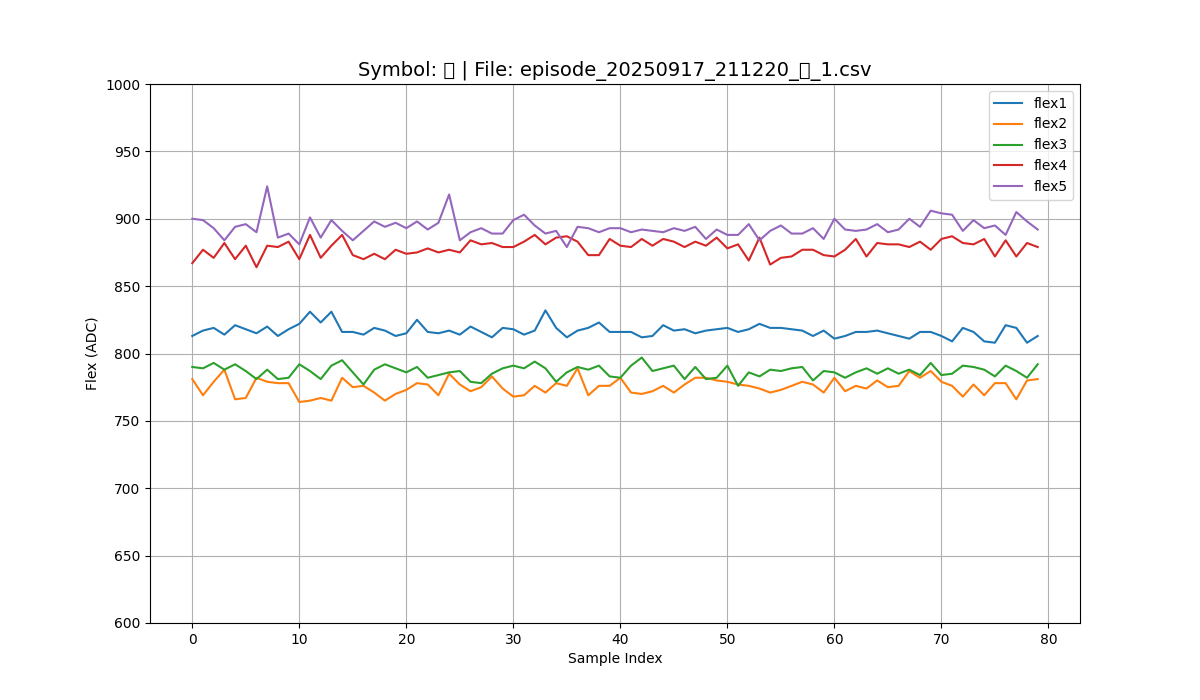 Symbol: | File: episode_20250917_211220_ _1.csv
1000
950
900
850
800
750
700
650
600
Flex (ADC)
0 10 20 30 40 50 60 70 80
Sample Index
flex1
flex2
flex3
flex4
flex5